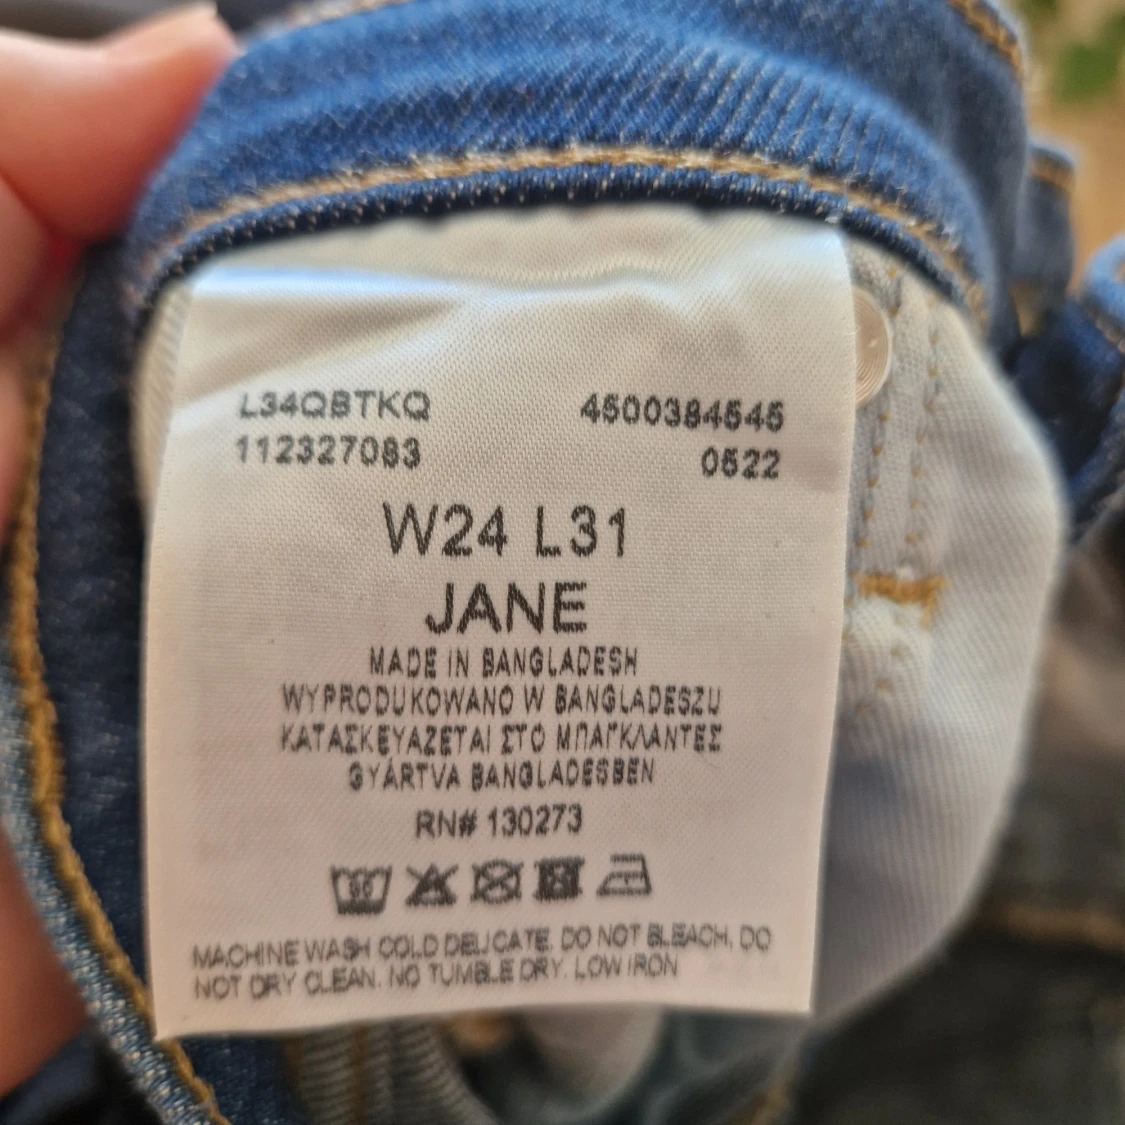 L34QBTKQ 4500384545
112327083 0522
W24 L31
JANE
MADE IN BANGLADESH
WYPRODUKOWANO W BANGLADESZU
ΚΑΤΑΣΚΕΥΑΖΕΤΑΙ ΣΤΟ ΜΠΑΓΚΛΑΝΤΕΣ
GYÁRTVA BANGLADESBEN
RN# 130273
MACHINE WASH COLD DELICATE. DO NOT BLEACH, DO
NOT DRY CLEAN. NO TUMBLE DRY. LOW IRON